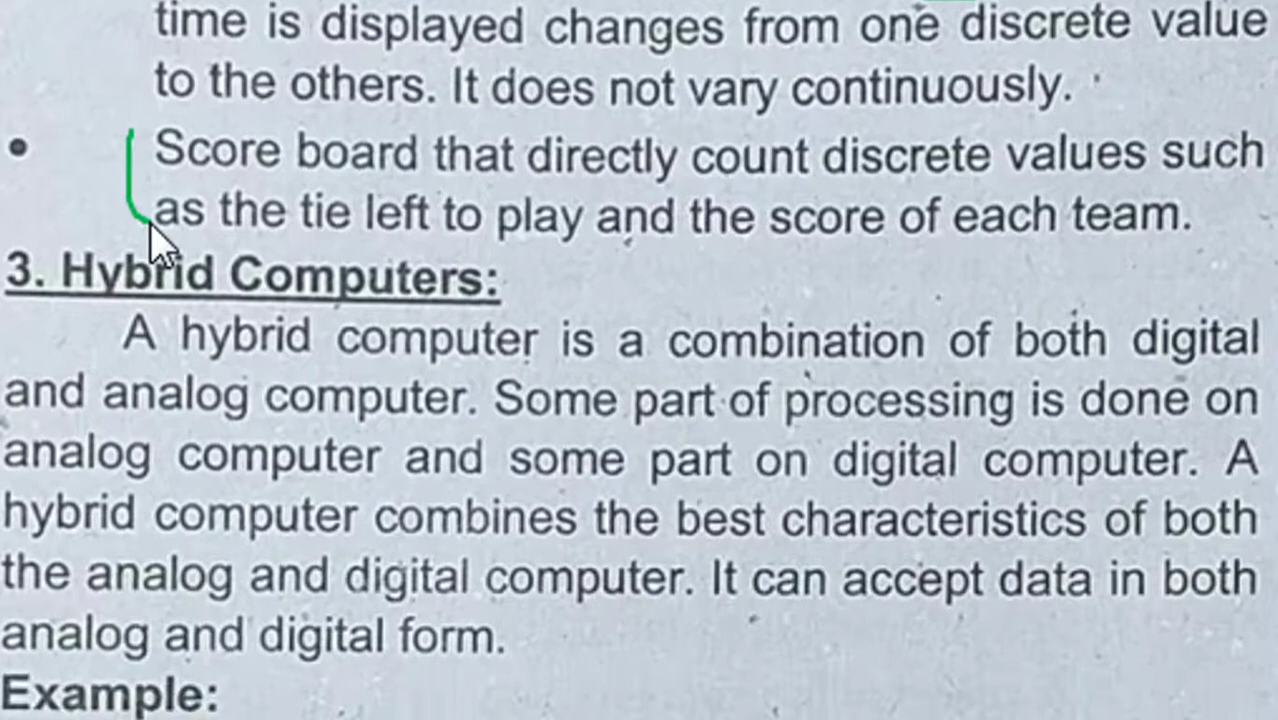 time is displayed changes from one discrete value
to the others. It does not vary continuously.
• Score board that directly count discrete values such
as the tie left to play and the score of each team.
3. Hybrid Computers:
A hybrid computer is a combination of both digital
and analog computer. Some part of processing is done on
analog computer and some part on digital computer. A
hybrid computer combines the best characteristics of both
the analog and digital computer. It can accept data in both
analog and digital form.
Example: